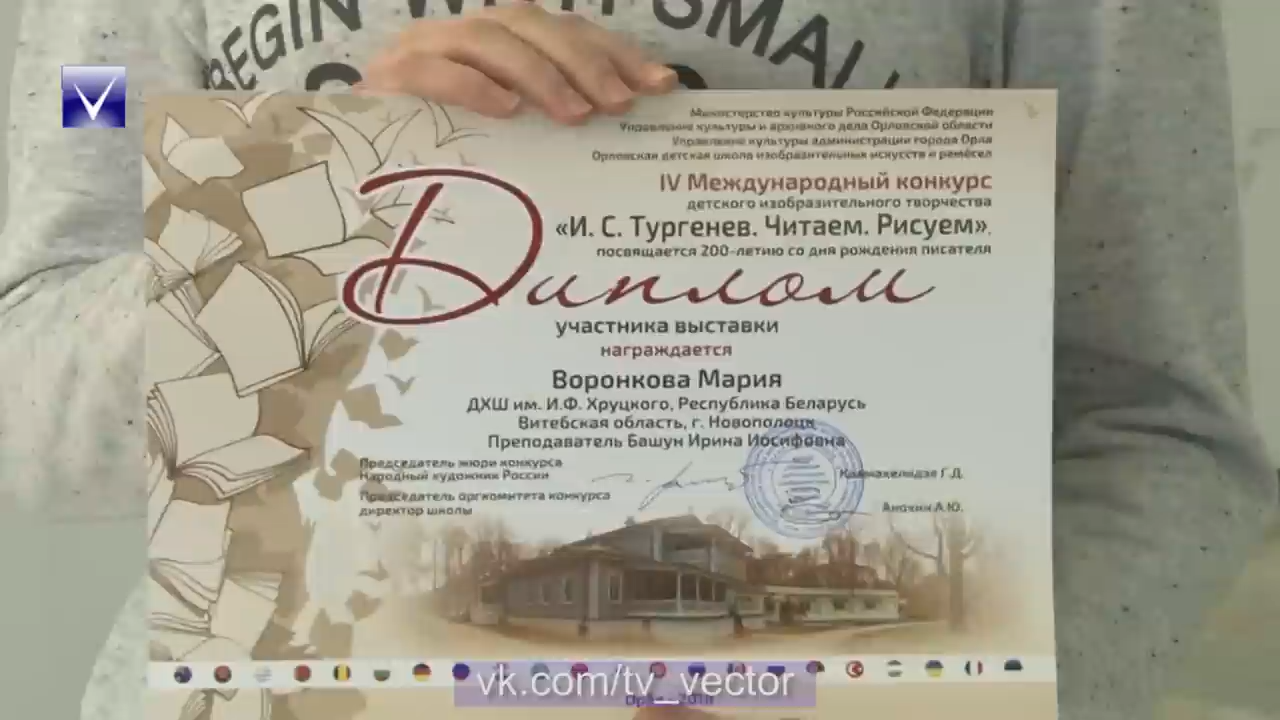 BEGIN WITH SMALL
Министерство культуры Российской Федерации
Управление культуры и архивного дела Орловской области
Управление культуры администрации города Орла
Орловская детская школа изобразительных искусств и ремёсел
IV Международный конкурс
детского изобразительного творчества
«И. С. Тургенев. Читаем. Рисуем»,
посвящается 200-летию со дня рождения писателя
Диплом
участника выставки
награждается
Воронкова Мария
ДХШ им. И.Ф. Хруцкого, Республика Беларусь
Витебская область, г. Новополоцк
Преподаватель Башун Ирина Иосифовна
Председатель жюри конкурса
Народный художник России
Г.Д.
Председатель оргкомитета конкурса
директор школы
Анохин А.Ю.
vk.com/tv_vector